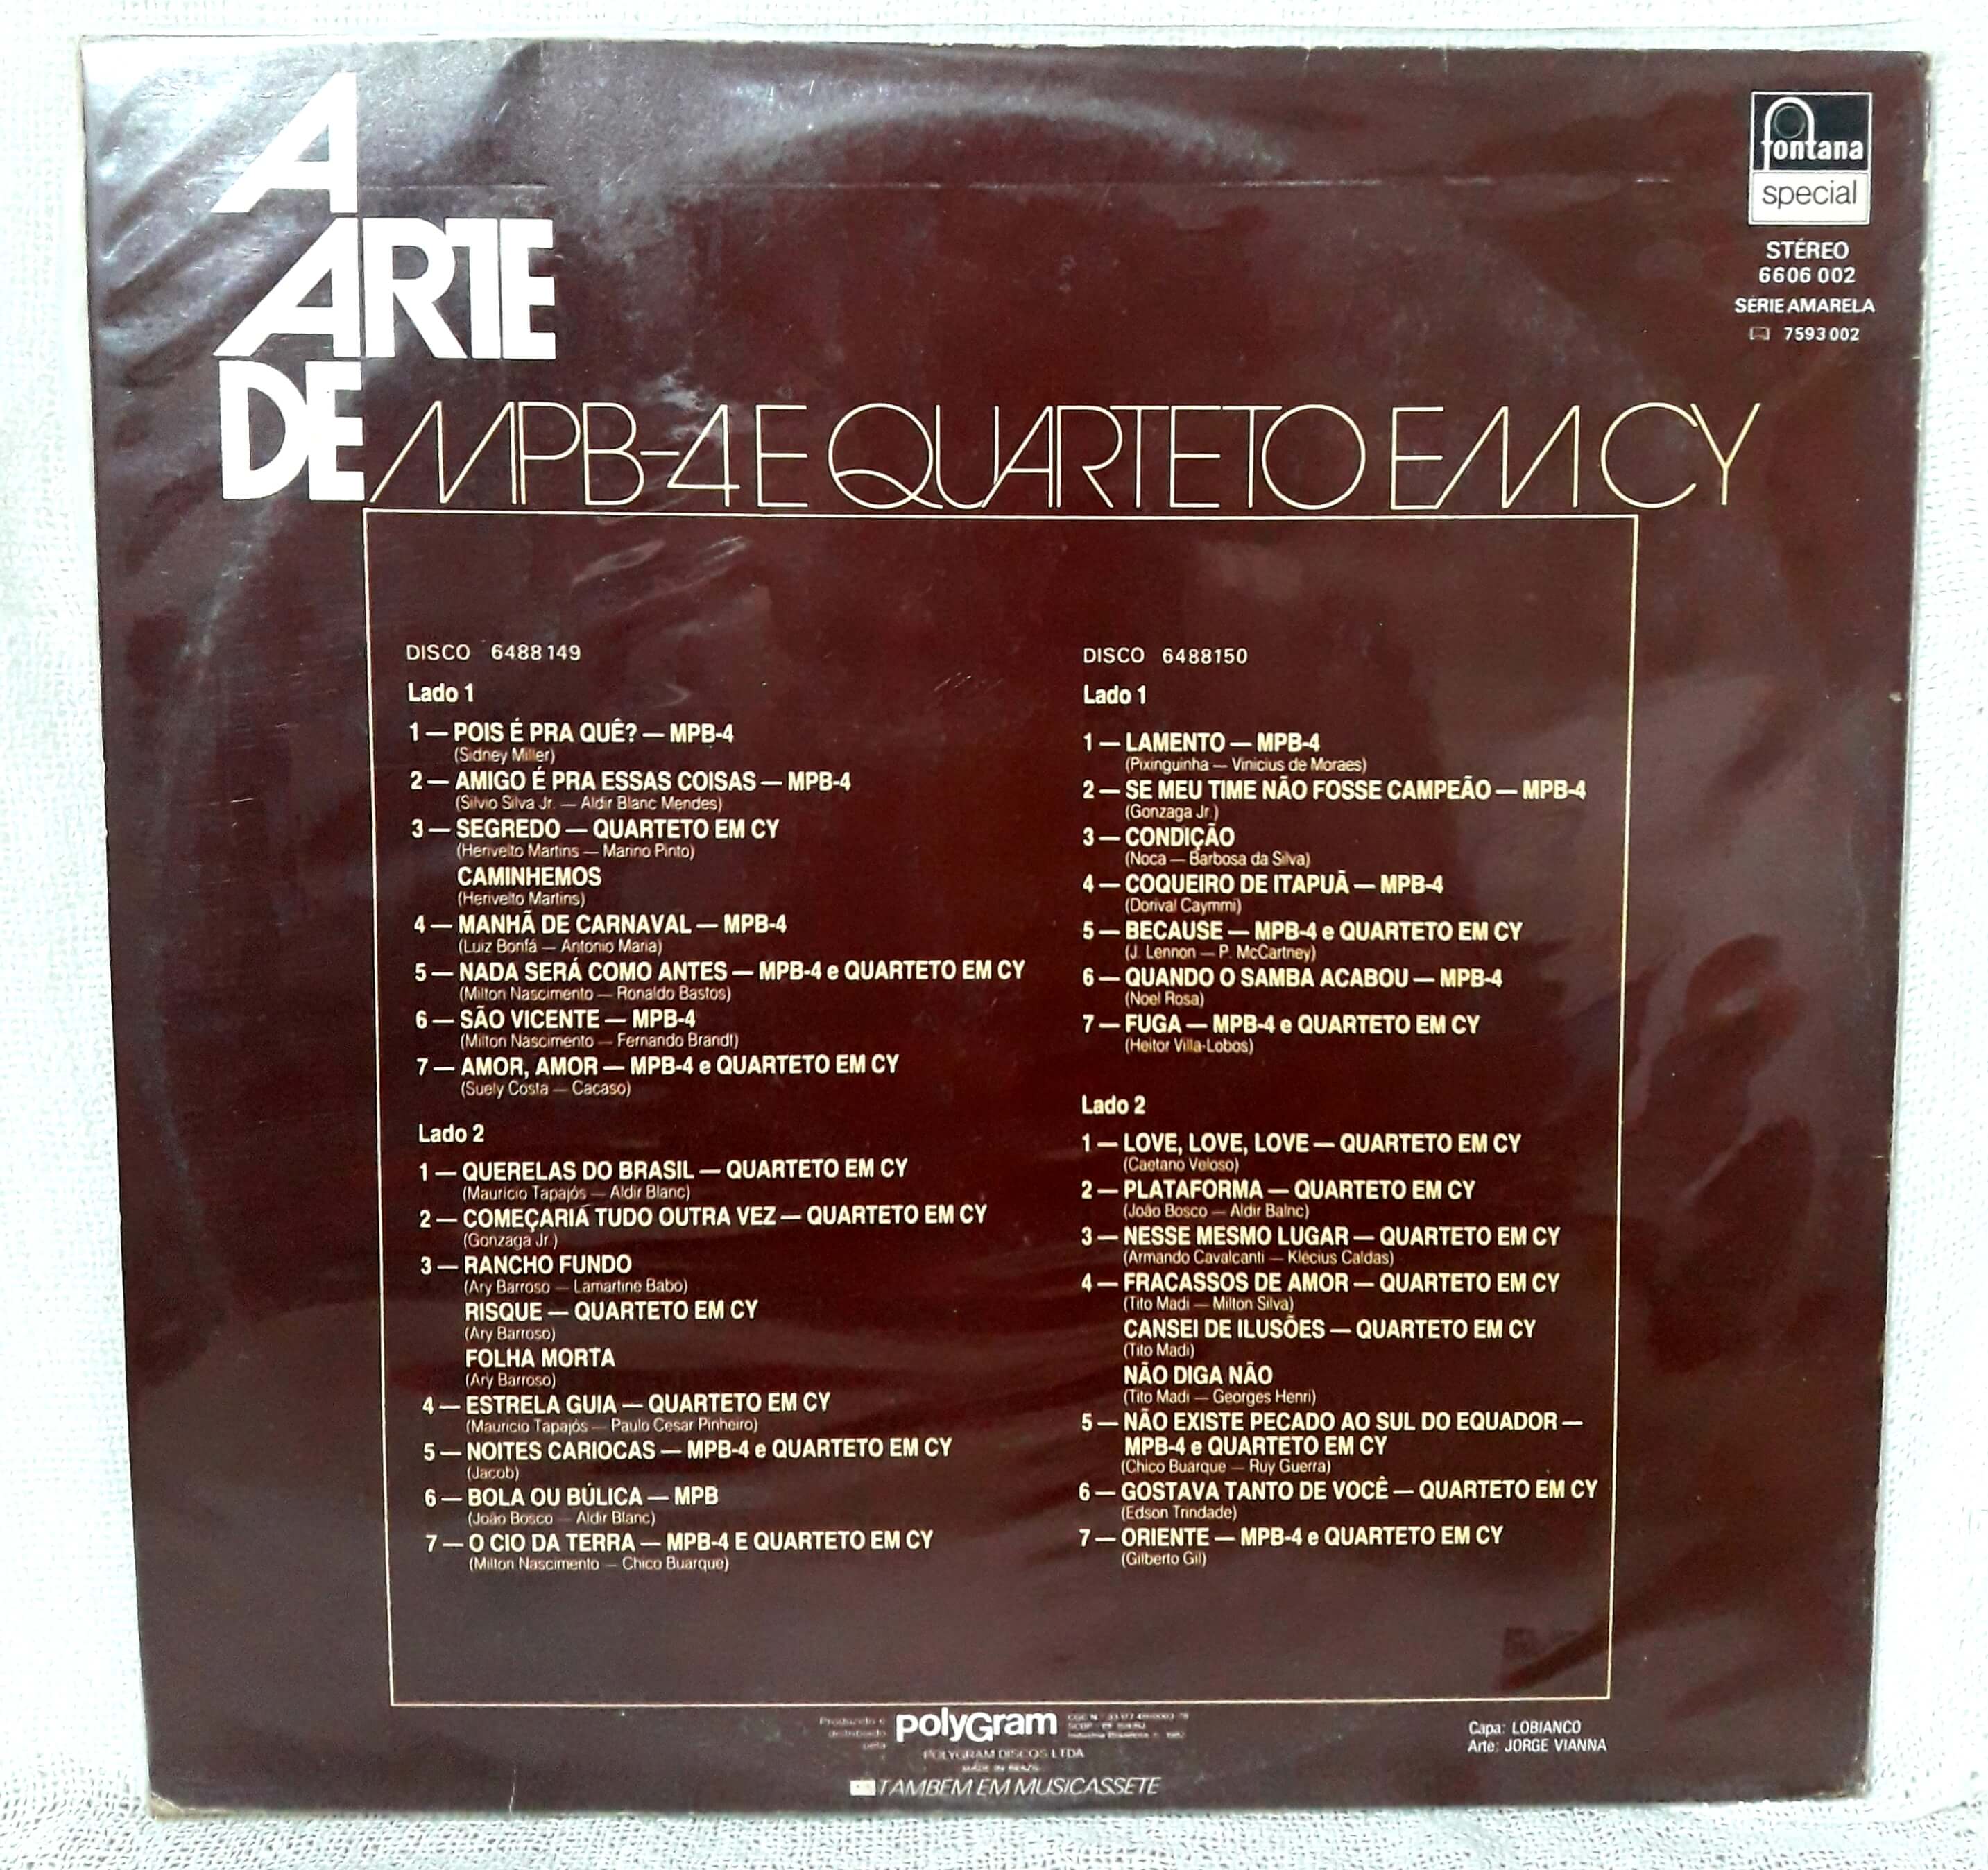 A
ARTE
DE MPB-4 E QUARTETO EM CY
fontana
special
STÉREO
6606 002
SÉRIE AMARELA
7593 002
DISCO 6488149
Lado 1
1 — POIS É PRA QUÊ? — MPB-4
(Sidney Miller)
2 — AMIGO É PRA ESSAS COISAS — MPB-4
(Silvio Silva Jr. — Aldir Blanc Mendes)
3 — SEGREDO — QUARTETO EM CY
(Herivelto Martins — Marino Pinto)
CAMINHEMOS
(Herivelto Martins)
4 — MANHÃ DE CARNAVAL — MPB-4
(Luiz Bonfá — Antonio Maria)
5 — NADA SERÁ COMO ANTES — MPB-4 e QUARTETO EM CY
(Milton Nascimento — Ronaldo Bastos)
6 — SÃO VICENTE — MPB-4
(Milton Nascimento — Fernando Brandt)
7 — AMOR, AMOR — MPB-4 e QUARTETO EM CY
(Suely Costa — Cacaso)
Lado 2
1 — QUERELAS DO BRASIL — QUARTETO EM CY
(Mauricio Tapajós — Aldir Blanc)
2 — COMEÇARIÁ TUDO OUTRA VEZ — QUARTETO EM CY
(Gonzaga Jr.)
3 — RANCHO FUNDO
(Ary Barroso — Lamartine Babo)
RISQUE — QUARTETO EM CY
(Ary Barroso)
FOLHA MORTA
(Ary Barroso)
4 — ESTRELA GUIA — QUARTETO EM CY
(Mauricio Tapajós — Paulo Cesar Pinheiro)
5 — NOITES CARIOCAS — MPB-4 e QUARTETO EM CY
(Jacob)
6 — BOLA OU BÚLICA — MPB
(João Bosco — Aldir Blanc)
7 — O CIO DA TERRA — MPB-4 E QUARTETO EM CY
(Milton Nascimento — Chico Buarque)
DISCO 6488150
Lado 1
1 — LAMENTO — MPB-4
(Pixinguinha — Vinicius de Moraes)
2 — SE MEU TIME NÃO FOSSE CAMPEÃO — MPB-4
(Gonzaga Jr.)
3 — CONDIÇÃO
(Noca — Barbosa da Silva)
4 — COQUEIRO DE ITAPUÃ — MPB-4
(Dorival Caymmi)
5 — BECAUSE — MPB-4 e QUARTETO EM CY
(J. Lennon — P. McCartney)
6 — QUANDO O SAMBA ACABOU — MPB-4
(Noel Rosa)
7 — FUGA — MPB-4 e QUARTETO EM CY
(Heitor Villa-Lobos)
Lado 2
1 — LOVE, LOVE, LOVE — QUARTETO EM CY
(Caetano Veloso)
2 — PLATAFORMA — QUARTETO EM CY
(João Bosco — Aldir Balnc)
3 — NESSE MESMO LUGAR — QUARTETO EM CY
(Armando Cavalcanti — Klécius Caldas)
4 — FRACASSOS DE AMOR — QUARTETO EM CY
(Tito Madi — Milton Silva)
CANSEI DE ILUSÕES — QUARTETO EM CY
(Tito Madi)
NÃO DIGA NÃO
(Tito Madi — Georges Henri)
5 — NÃO EXISTE PECADO AO SUL DO EQUADOR —
MPB-4 e QUARTETO EM CY
(Chico Buarque — Ruy Guerra)
6 — GOSTAVA TANTO DE VOCÊ — QUARTETO EM CY
(Edson Trindade)
7 — ORIENTE — MPB-4 e QUARTETO EM CY
(Gilberto Gil)
Produzido e
distribuído
pela
polyGram
POLYGRAM DISCOS LTDA
MADE IN BRAZIL
TAMBÉM EM MUSICASSETE
Capa: LOBIANCO
Arte: JORGE VIANNA